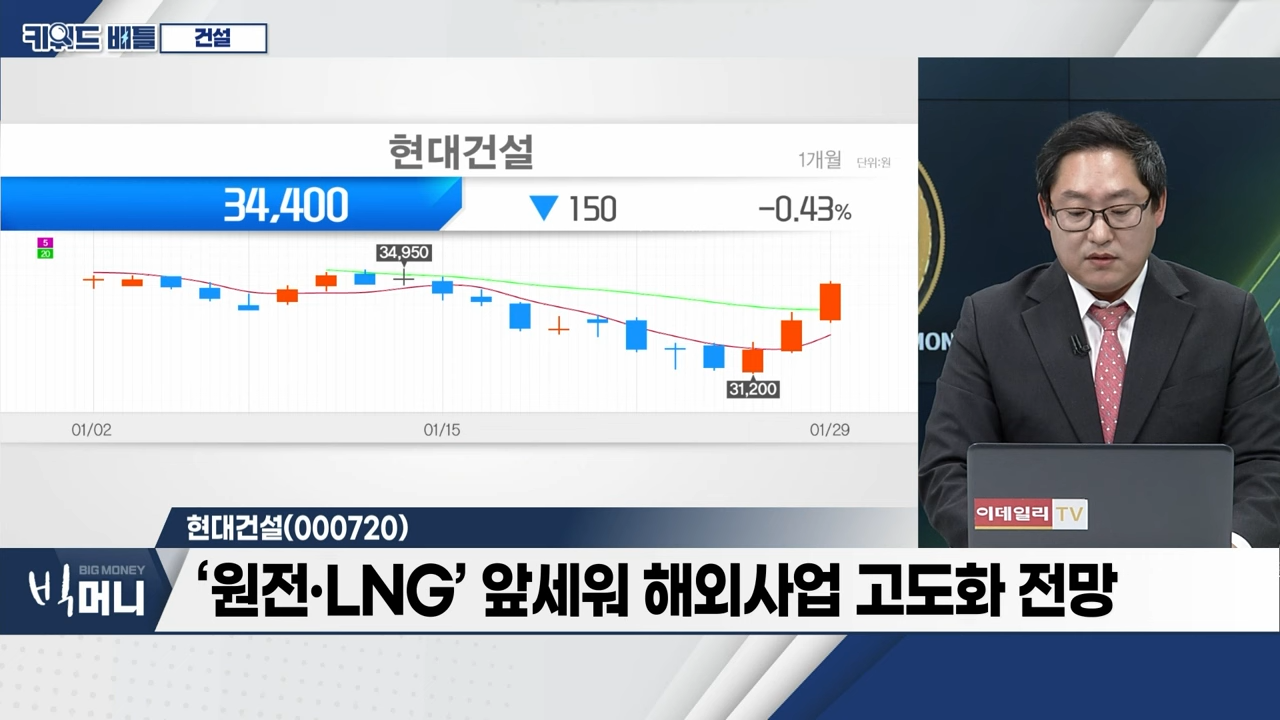 키워드 배틀 건설
현대건설
1개월 단위:원
34,400 ▼150 -0.43%
5
20
34,950
31,200
01/02 01/15 01/29
MON
이데일리TV
현대건설(000720)
BIG MONEY
빅머니
‘원전·LNG’ 앞세워 해외사업 고도화 전망